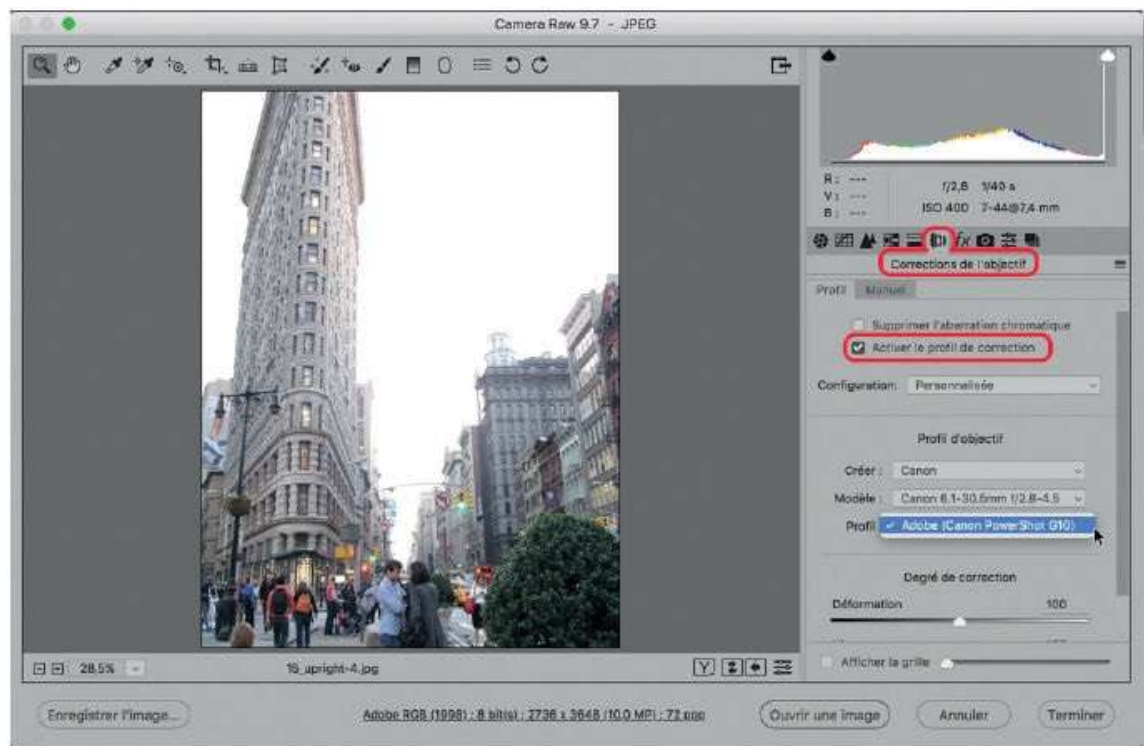 Camera Raw 9.7 - JPEG
R : ---
V : ---
B : ---
f/2,8 1/40 s
ISO 400 7-44@7,4 mm
fx
Corrections de l'objectif
Profil Manuel
Supprimer l'aberration chromatique
Activer le profil de correction
Configuration: Personnalisée
Profil d'objectif
Créer : Canon
Modèle : Canon 6.1-30.5mm f/2.8-4.5
Profil Adobe (Canon PowerShot G10)
Degré de correction
Déformation 100
Afficher la grille
28,5% 16_upright-4.jpg Y
Enregistrer l'image... Adobe RGB (1998) ; 8 bit(s) ; 2736 x 3648 (10,0 MP) ; 72 ppp Ouvrir une image Annuler Terminer